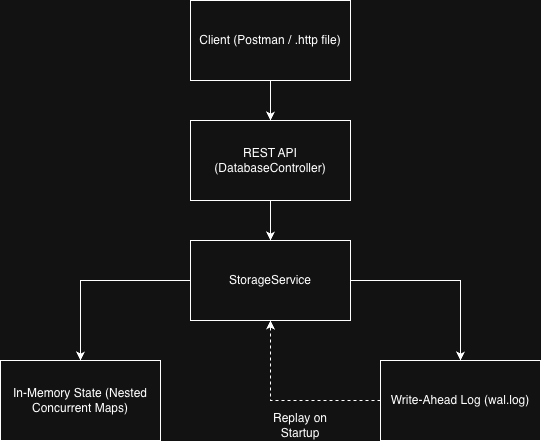 Client (Postman / .http file)
REST API
(DatabaseController)
StorageService
In-Memory State (Nested
Concurrent Maps)
Write-Ahead Log (wal.log)
Replay on
Startup